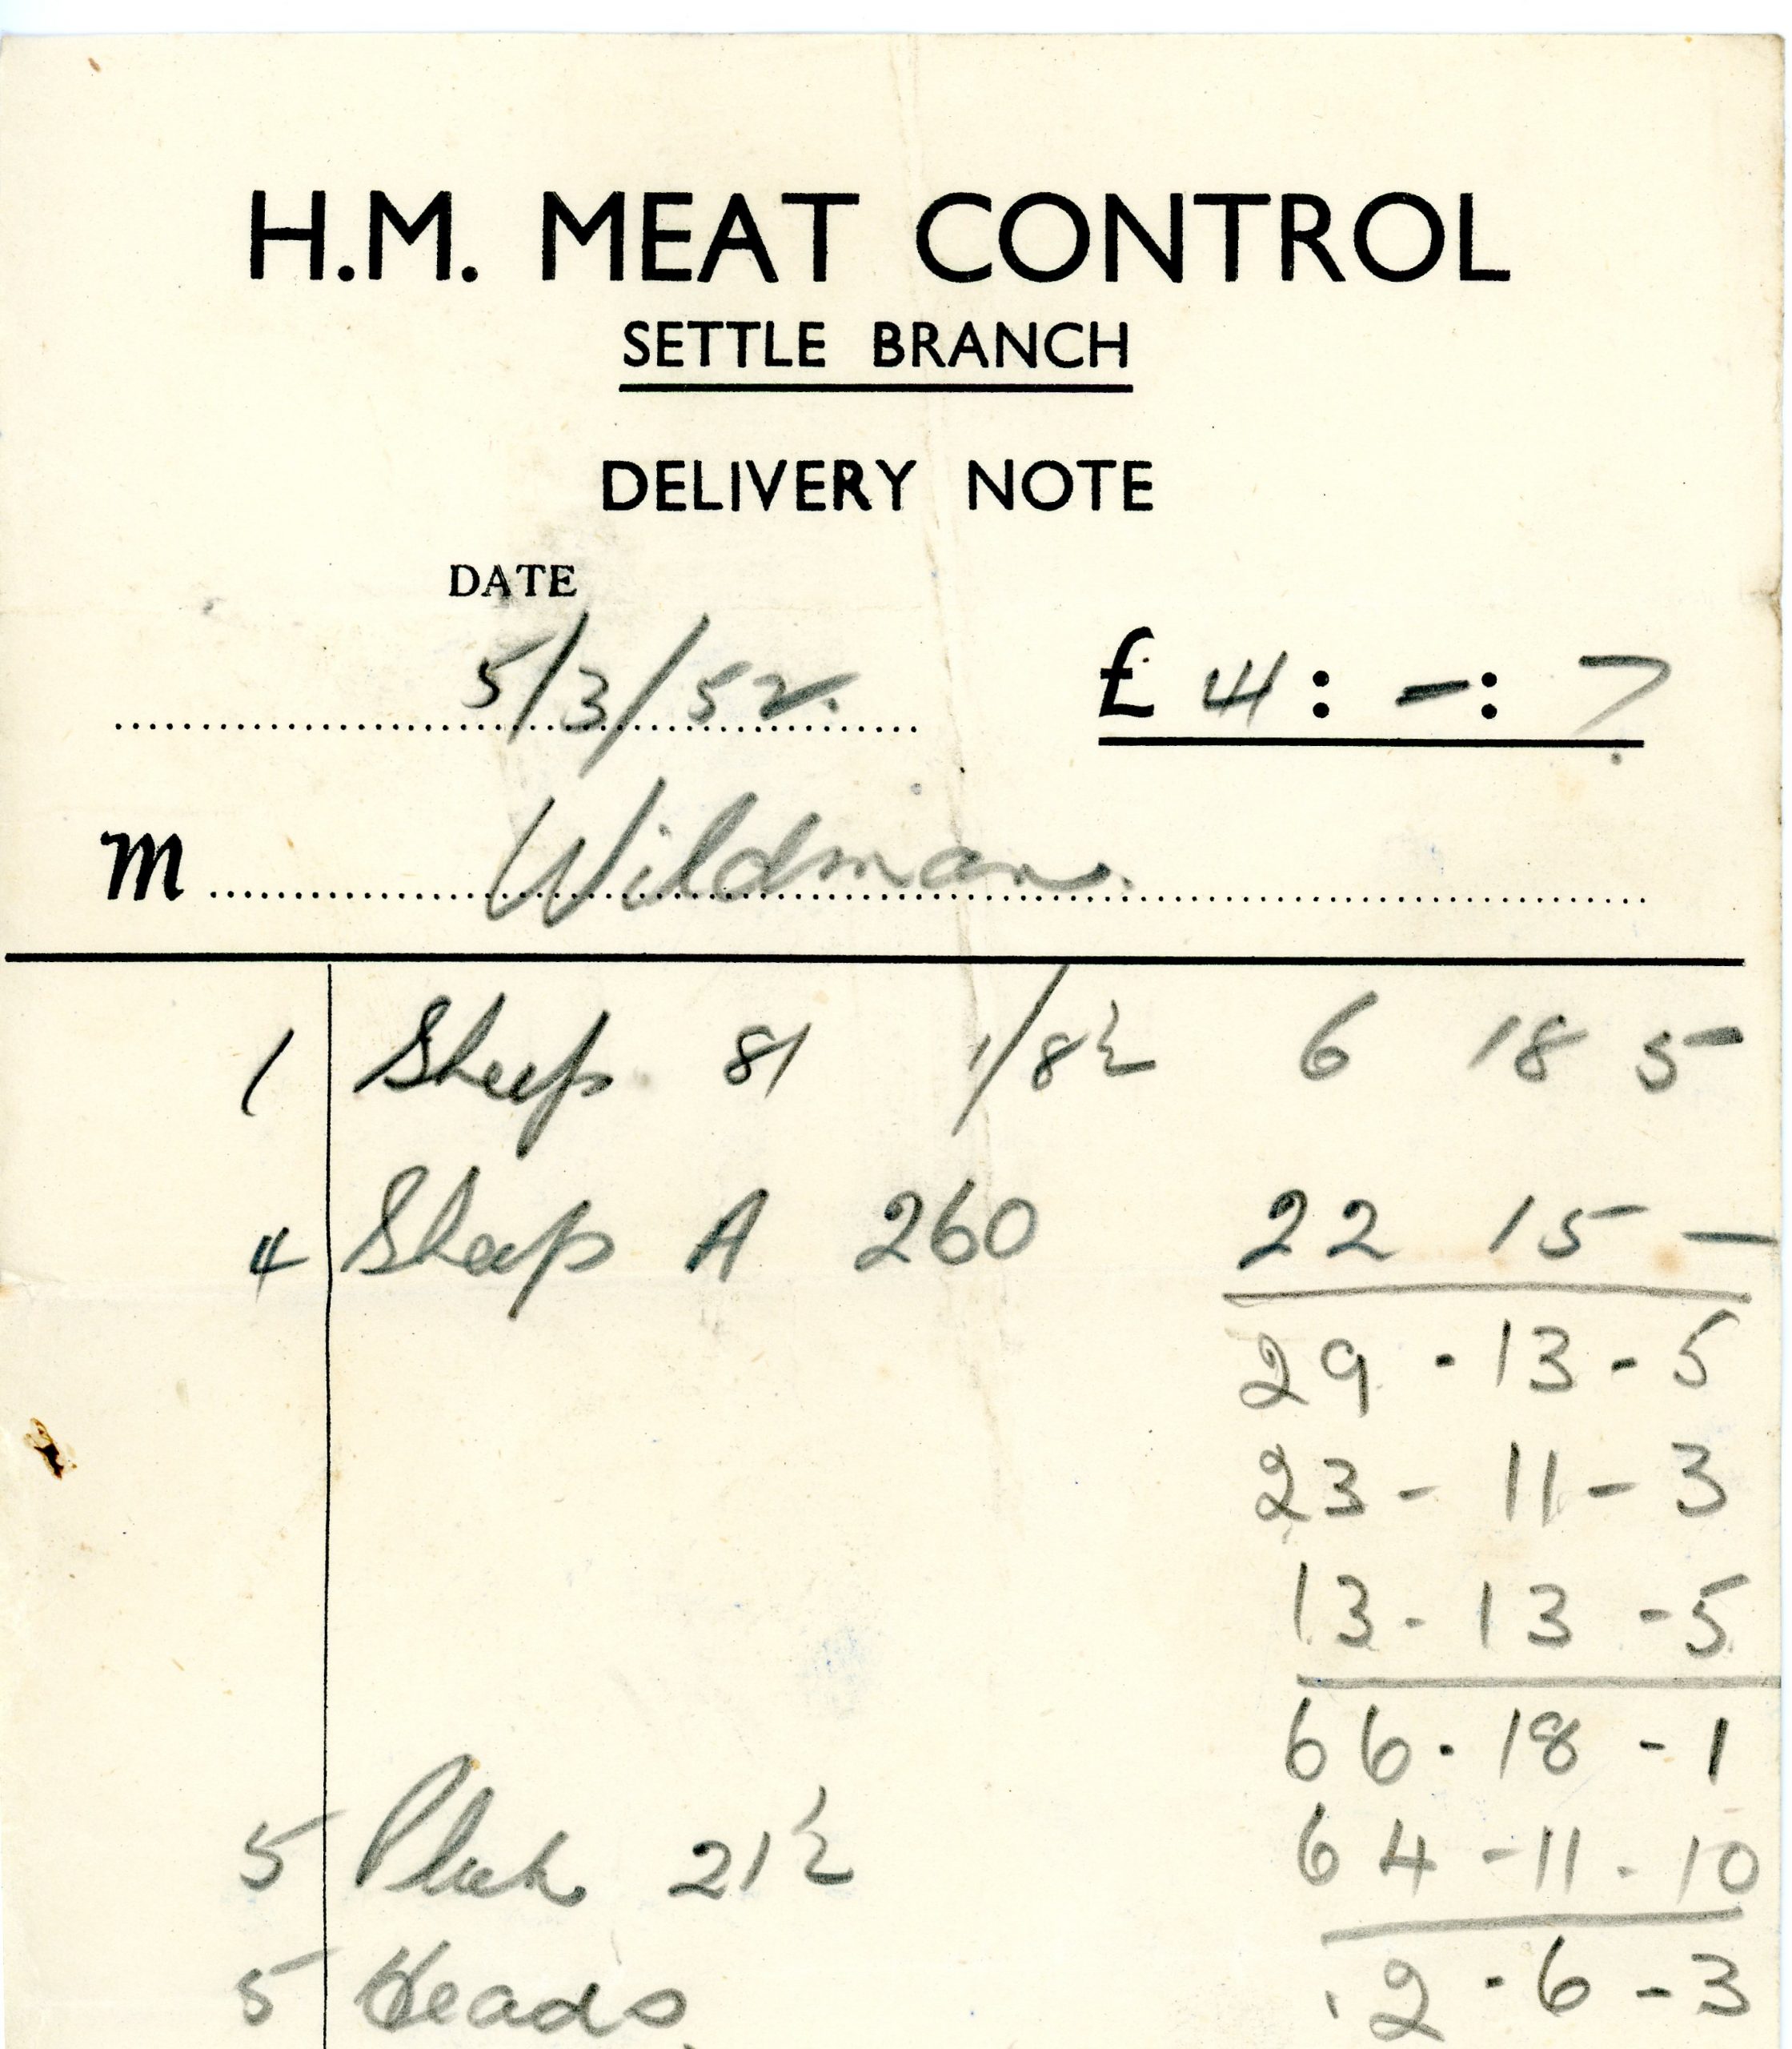 H.M. MEAT CONTROL
SETTLE BRANCH
DELIVERY NOTE
DATE
5/3/52. £ 4 : - : 7
M Wildman.
1 Sheep 81 1/8½ 6 18 5
4 Sheep A 260 22 15 —
29 - 13 - 5
23 - 11 - 3
13 - 13 - 5
66 - 18 - 1
5 Pluck 21½ 64 - 11 - 10
5 Heads 2 - 6 - 3